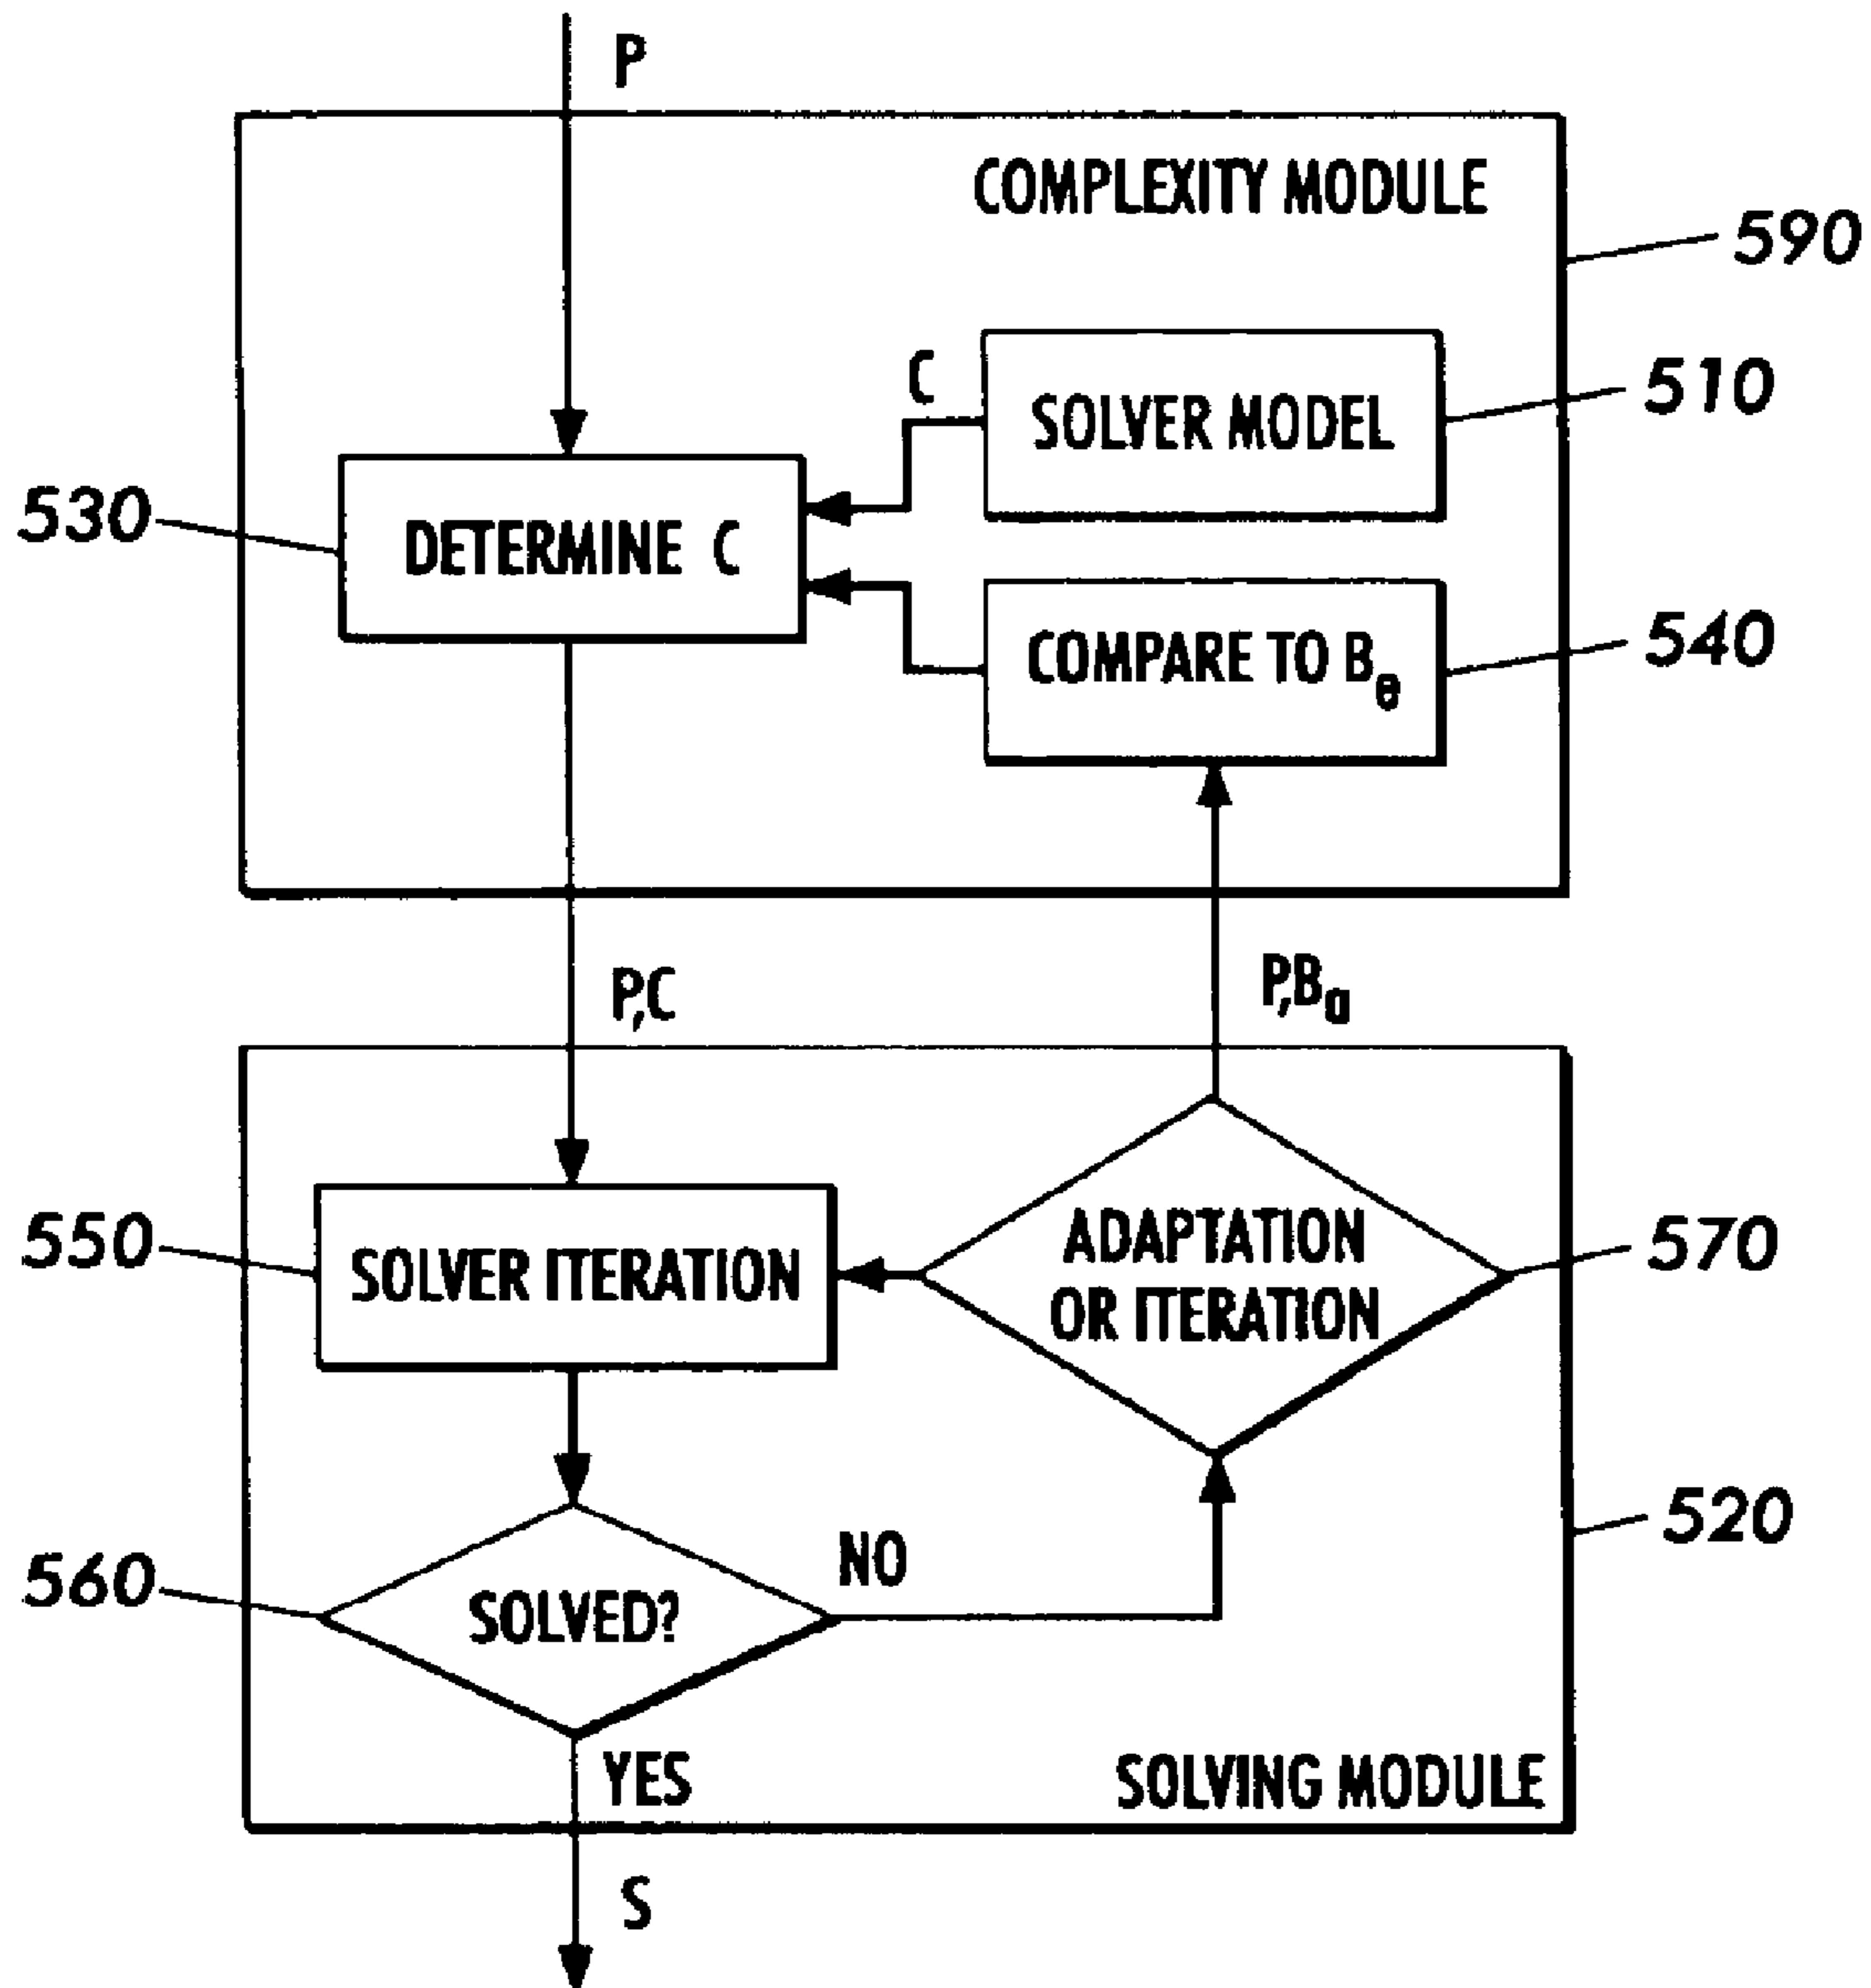 P
COMPLEXITY MODULE
590
C
SOLVER MODEL
510
530
DETERMINE C
COMPARE TO Be
540
P,C
P,Ba
550
SOLVER ITERATION
ADAPTATION
OR ITERATION
570
520
560
SOLVED?
NO
YES
SOLVING MODULE
S